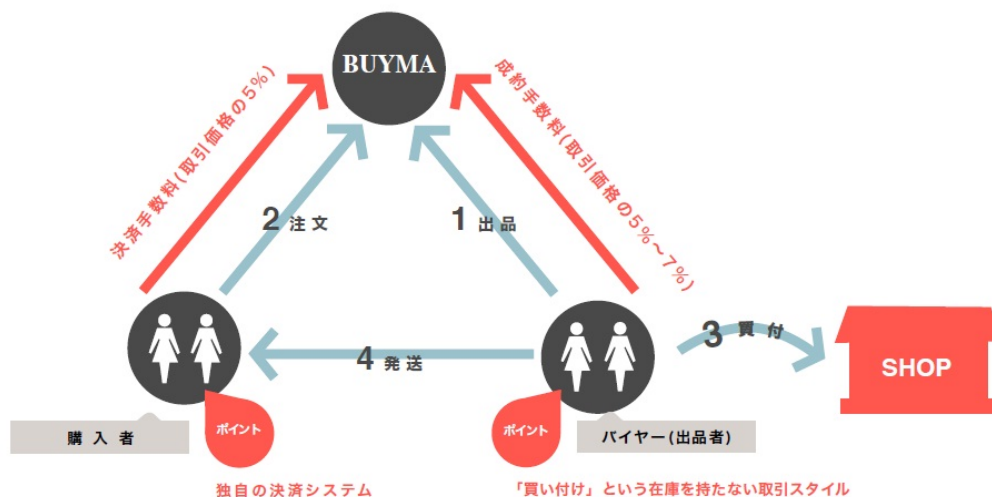 BUYMA
決済手数料(取引価格の5%)
成約手数料(取引価格の5%~7%)
2 注文
1 出品
3 買付
SHOP
4 発送
購入者
ポイント
ポイント
バイヤー(出品者)
独自の決済システム
「買い付け」という在庫を持たない取引スタイル